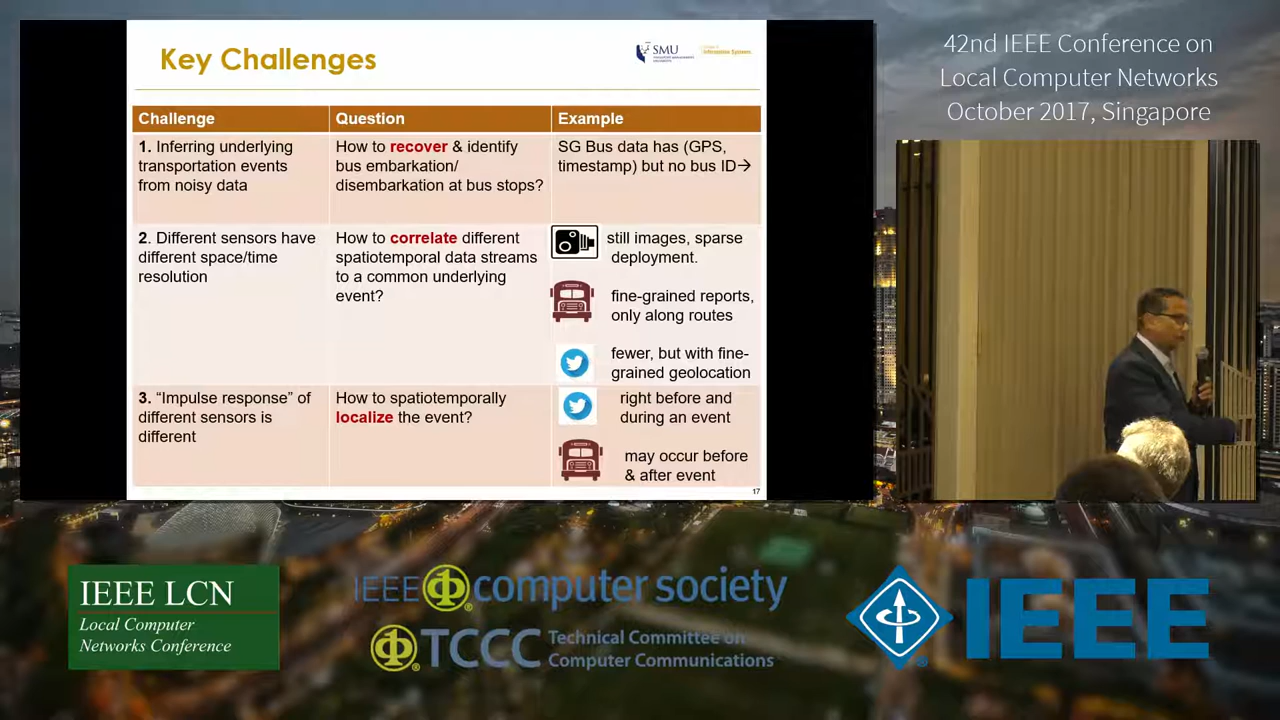 Key Challenges
SMU
Information Systems
Challenge
Question
Example
1. Inferring underlying
transportation events
from noisy data
How to recover & identify
bus embarkation/
disembarkation at bus stops?
SG Bus data has (GPS,
timestamp) but no bus ID→
2. Different sensors have
different space/time
resolution
How to correlate different
spatiotemporal data streams
to a common underlying
event?
still images, sparse
deployment.
fine-grained reports,
only along routes
fewer, but with fine-
grained geolocation
3. “Impulse response” of
different sensors is
different
How to spatiotemporally
localize the event?
right before and
during an event
may occur before
& after event
17
42nd IEEE Conference on
Local Computer Networks
October 2017, Singapore
IEEE LCN
Local Computer
Networks Conference
IEEE computer society
TCCC Technical Committee on
Computer Communications
IEEE